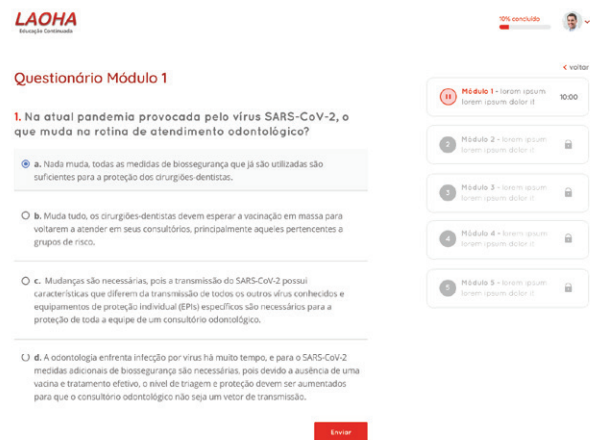 LAOHA
Educação Continuada
10% concluído
voltar
Questionário Módulo 1
1. Na atual pandemia provocada pelo vírus SARS-CoV-2, o
que muda na rotina de atendimento odontológico?
a. Nada muda, todas as medidas de biossegurança que já são utilizadas são
suficientes para a proteção dos cirurgiões-dentistas.
b. Muda tudo, os cirurgiões-dentistas devem esperar a vacinação em massa para
voltarem a atender em seus consultórios, principalmente aqueles pertencentes a
grupos de risco.
c. Mudanças são necessárias, pois a transmissão do SARS-CoV-2 possui
características que diferem da transmissão de todos os outros vírus conhecidos e
equipamentos de proteção individual (EPIs) específicos são necessários para a
proteção de toda a equipe de um consultório odontológico.
d. A odontologia enfrenta infecção por vírus há muito tempo, e para o SARS-CoV-2
medidas adicionais de biossegurança são necessárias, pois devido a ausência de uma
vacina e tratamento efetivo, o nível de triagem e proteção devem ser aumentados
para que o consultório odontológico não seja um vetor de transmissão.
Enviar
Módulo 1 - loram ipsum
lorem ipsum dolor if
10:00
2
Módulo 2 - lorem ipsum
lorem ipsum dolor if
3
Módulo 3 - lorem ipsum
lorem ipsum dolor if
4
Módulo 4 - lorem ipsum
lorem ipsum dolor if
5
Módulo 5 - lorem ipsum
lorem ipsum dolor if